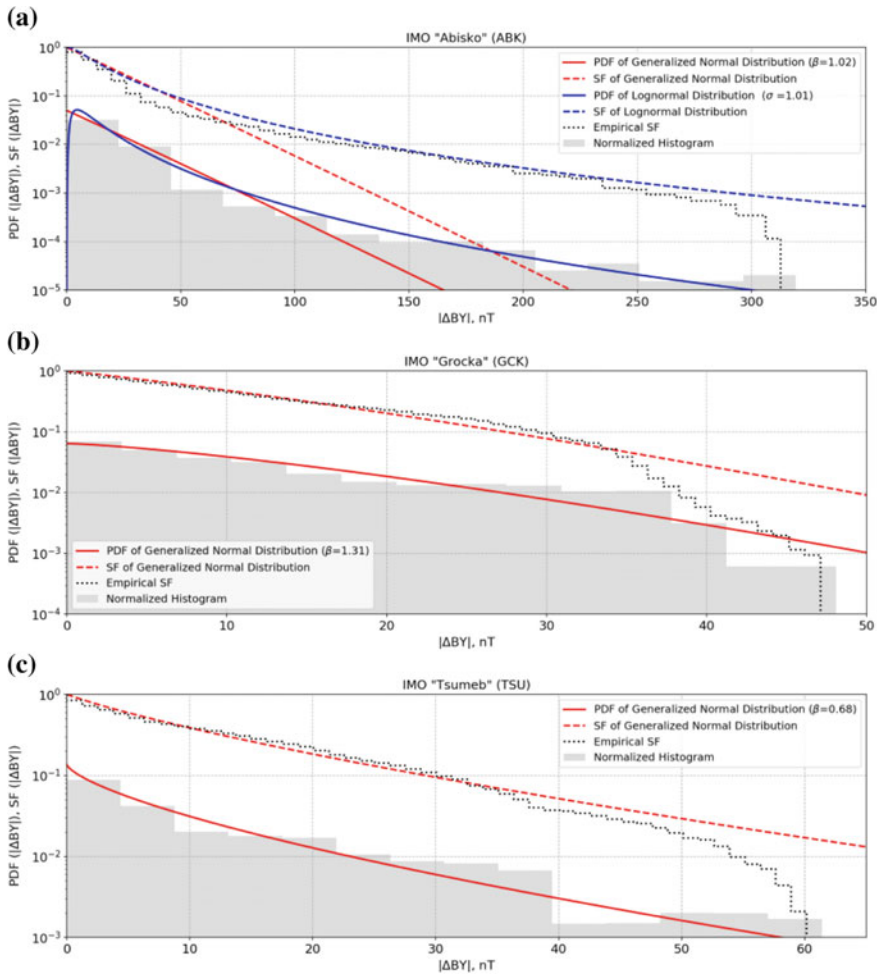 (a)
IMO "Abisko" (ABK)
PDF (|ΔBY|), SF (|ΔBY|)
10⁰
10⁻¹
10⁻²
10⁻³
10⁻⁴
10⁻⁵
PDF of Generalized Normal Distribution (β=1.02)
SF of Generalized Normal Distribution
PDF of Lognormal Distribution (σ =1.01)
SF of Lognormal Distribution
Empirical SF
Normalized Histogram
0 50 100 150 200 250 300 350
|ΔBY|, nT
(b)
IMO "Grocka" (GCK)
PDF (|ΔBY|), SF (|ΔBY|)
10⁰
10⁻¹
10⁻²
10⁻³
10⁻⁴
PDF of Generalized Normal Distribution (β=1.31)
SF of Generalized Normal Distribution
Empirical SF
Normalized Histogram
0 10 20 30 40 50
|ΔBY|, nT
(c)
IMO "Tsumeb" (TSU)
PDF (|ΔBY|), SF (|ΔBY|)
10⁰
10⁻¹
10⁻²
10⁻³
PDF of Generalized Normal Distribution (β=0.68)
SF of Generalized Normal Distribution
Empirical SF
Normalized Histogram
0 10 20 30 40 50 60
|ΔBY|, nT